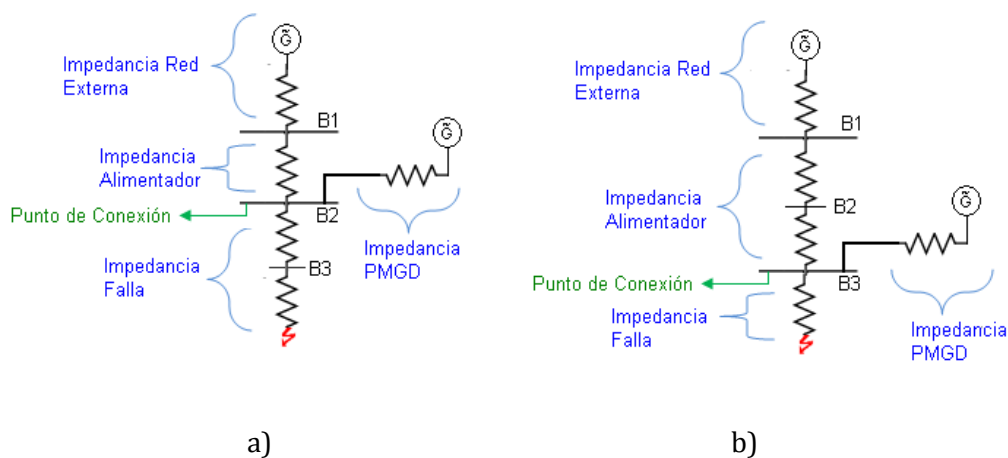 G̃
Impedancia Red
Externa
B1
G̃
Impedancia
Alimentador
Punto de Conexión
B2
Impedancia
PMGD
Impedancia
Falla
B3
a)
G̃
Impedancia Red
Externa
B1
Impedancia
Alimentador
B2
G̃
Punto de Conexión
B3
Impedancia
Falla
Impedancia
PMGD
b)